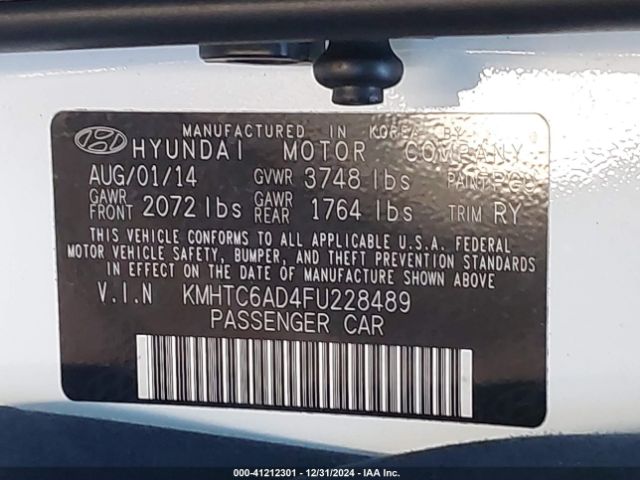 MANUFACTURED IN KOREA BY
HYUNDAI MOTOR COMPANY
AUG/01/14 GVWR 3748 lbs PAINT PGU
GAWR FRONT 2072 lbs GAWR REAR 1764 lbs TRIM RY
THIS VEHICLE CONFORMS TO ALL APPLICABLE U.S.A. FEDERAL
MOTOR VEHICLE SAFETY, BUMPER, AND THEFT PREVENTION STANDARDS
IN EFFECT ON THE DATE OF MANUFACTURE SHOWN ABOVE
V.I.N KMHTC6AD4FU228489
PASSENGER CAR
000-41212301 - 12/31/2024 - IAA Inc.